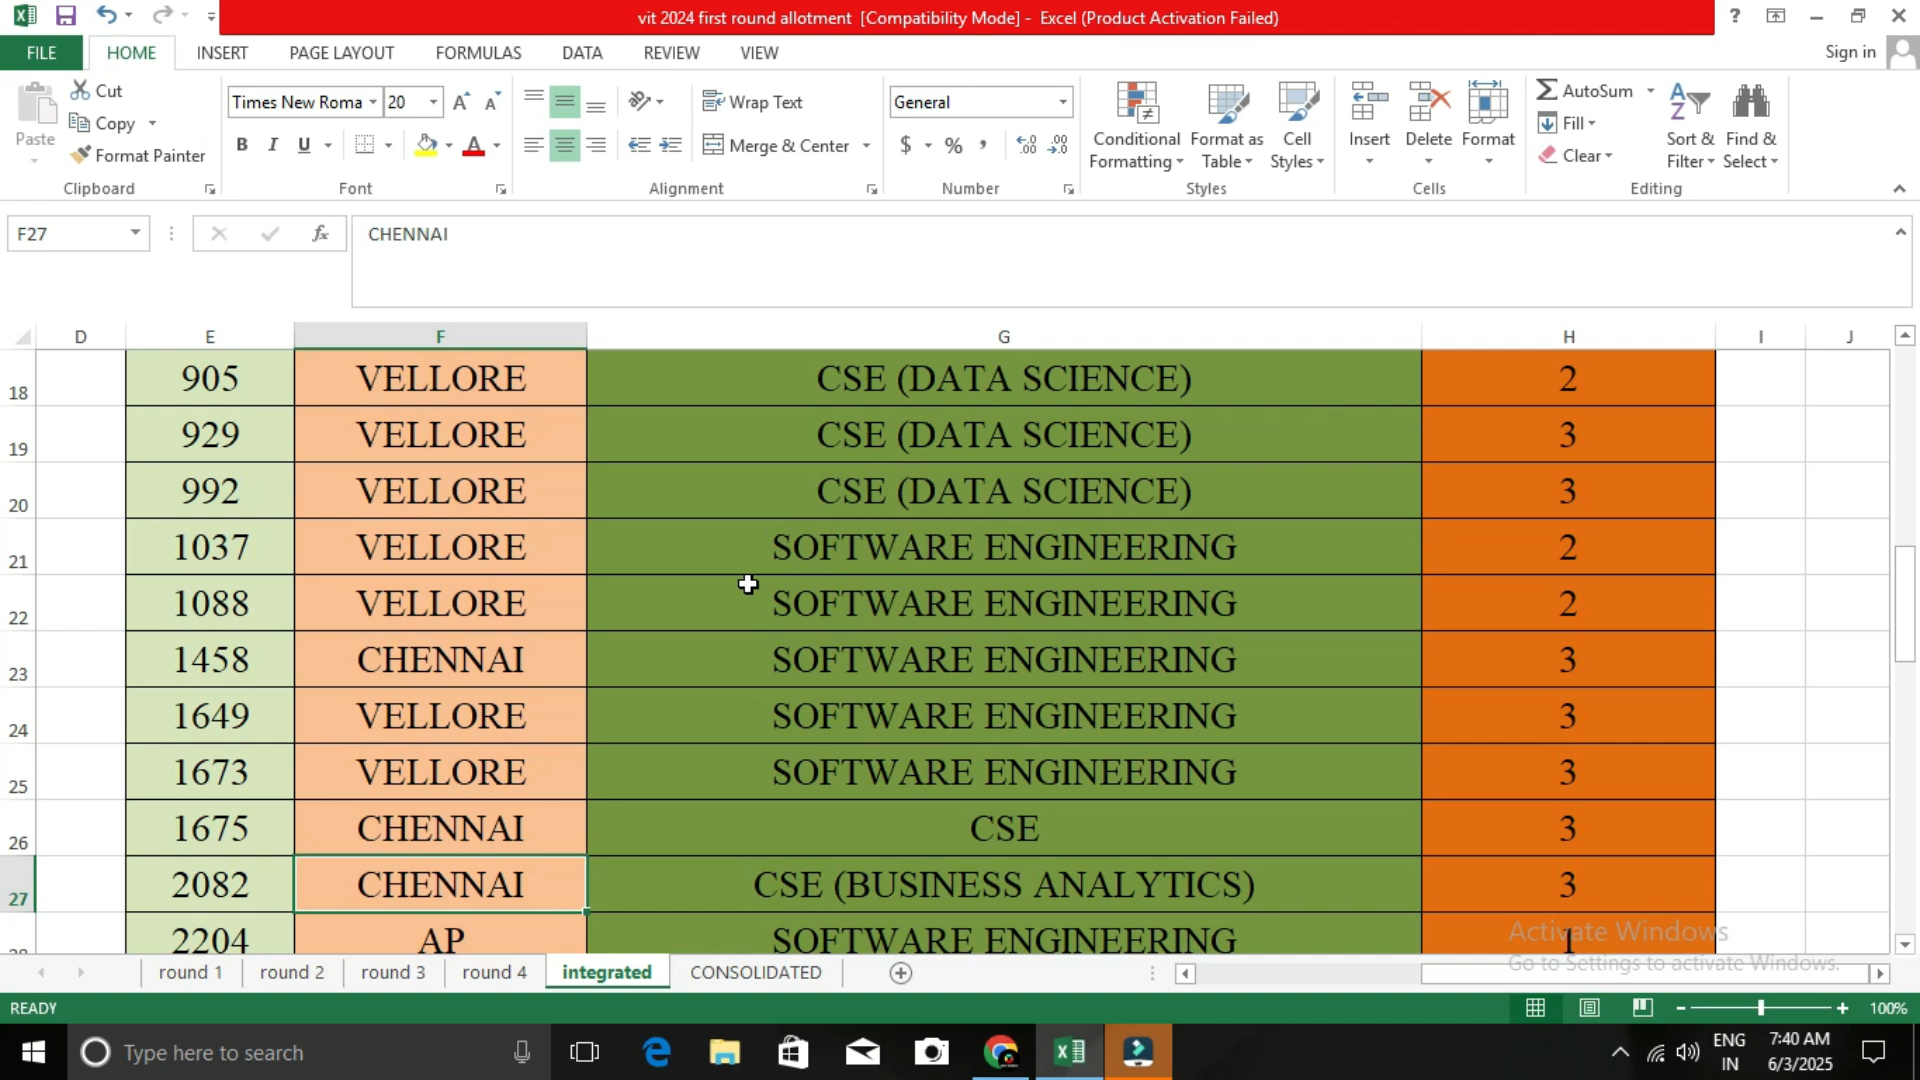 vit 2024 first round allotment [Compatibility Mode] - Excel (Product Activation Failed)
FILE HOME INSERT PAGE LAYOUT FORMULAS DATA REVIEW VIEW Sign in
Paste Cut Copy Format Painter
Clipboard
Times New Roma 20
B I U
Font
Wrap Text
Merge & Center
Alignment
General
$ %
Number
Conditional Formatting Format as Table Cell Styles
Styles
Insert Delete Format
Cells
AutoSum Fill Clear
Sort & Filter Find & Select
Editing
F27 fx CHENNAI
D E F G H I J
18 905 VELLORE CSE (DATA SCIENCE) 2
19 929 VELLORE CSE (DATA SCIENCE) 3
20 992 VELLORE CSE (DATA SCIENCE) 3
21 1037 VELLORE SOFTWARE ENGINEERING 2
22 1088 VELLORE SOFTWARE ENGINEERING 2
23 1458 CHENNAI SOFTWARE ENGINEERING 3
24 1649 VELLORE SOFTWARE ENGINEERING 3
25 1673 VELLORE SOFTWARE ENGINEERING 3
26 1675 CHENNAI CSE 3
27 2082 CHENNAI CSE (BUSINESS ANALYTICS) 3
2204 AP SOFTWARE ENGINEERING 1
Activate Windows
Go to Settings to activate Windows.
round 1 round 2 round 3 round 4 integrated CONSOLIDATED
READY 100%
Type here to search
ENG 7:40 AM
IN 6/3/2025